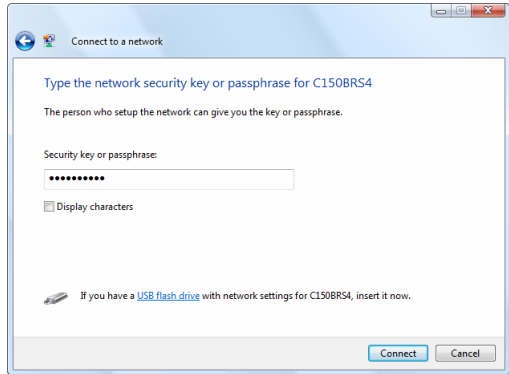 Connect to a network
Type the network security key or passphrase for C150BRS4
The person who setup the network can give you the key or passphrase.
Security key or passphrase:
••••••••••
Display characters
If you have a USB flash drive with network settings for C150BRS4, insert it now.
Connect Cancel